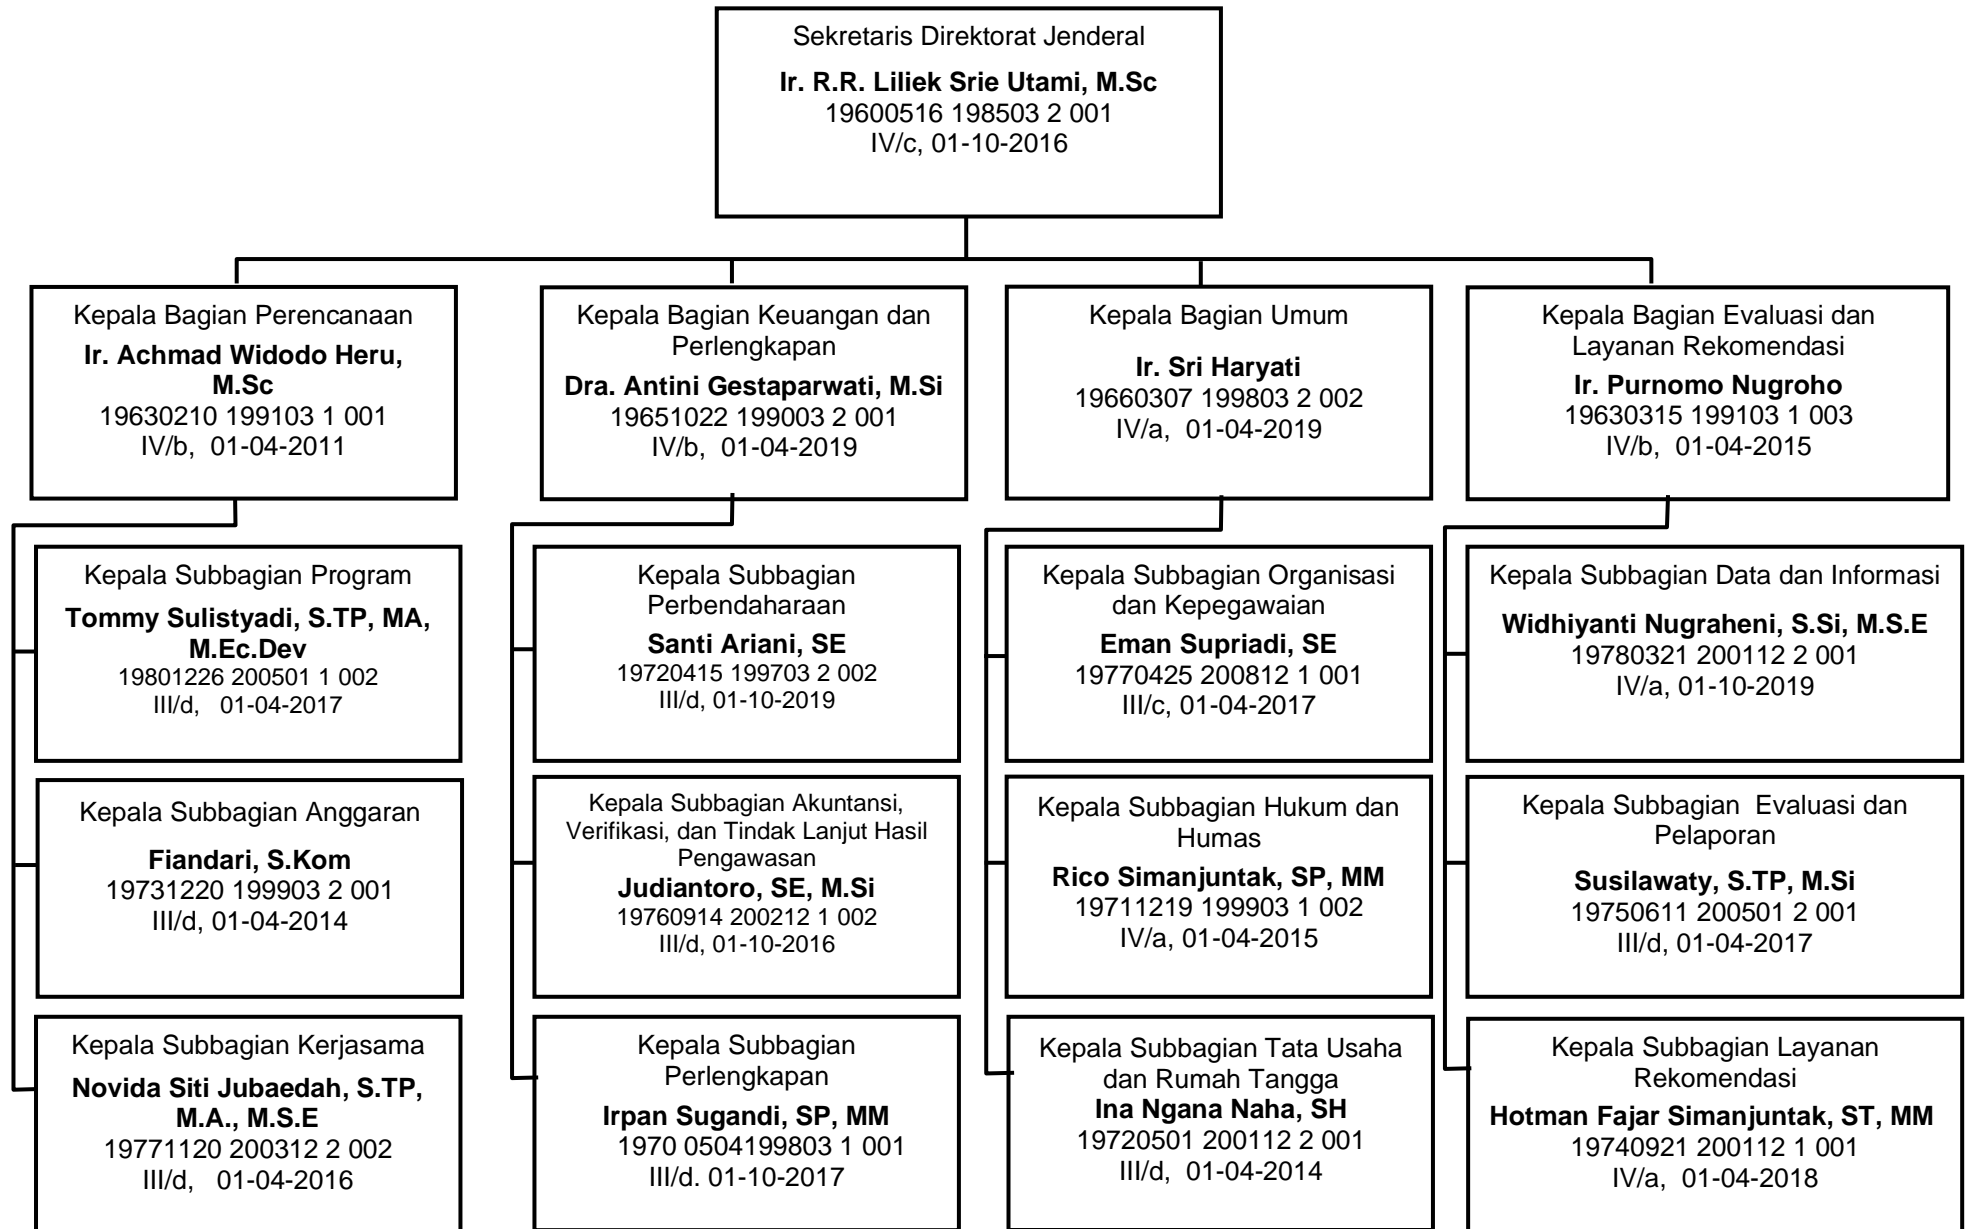 Sekretaris Direktorat Jenderal
Ir. R.R. Liliek Srie Utami, M.Sc
19600516 198503 2 001
IV/c, 01-10-2016
Kepala Bagian Perencanaan
Ir. Achmad Widodo Heru,
M.Sc
19630210 199103 1 001
IV/b, 01-04-2011
Kepala Bagian Keuangan dan
Perlengkapan
Dra. Antini Gestaparwati, M.Si
19651022 199003 2 001
IV/b, 01-04-2019
Kepala Bagian Umum
Ir. Sri Haryati
19660307 199803 2 002
IV/a, 01-04-2019
Kepala Bagian Evaluasi dan
Layanan Rekomendasi
Ir. Purnomo Nugroho
19630315 199103 1 003
IV/b, 01-04-2015
Kepala Subbagian Program
Tommy Sulistyadi, S.TP, MA,
M.Ec.Dev
19801226 200501 1 002
III/d, 01-04-2017
Kepala Subbagian
Perbendaharaan
Santi Ariani, SE
19720415 199703 2 002
III/d, 01-10-2019
Kepala Subbagian Organisasi
dan Kepegawaian
Eman Supriadi, SE
19770425 200812 1 001
III/c, 01-04-2017
Kepala Subbagian Data dan Informasi
Widhiyanti Nugraheni, S.Si, M.S.E
19780321 200112 2 001
IV/a, 01-10-2019
Kepala Subbagian Anggaran
Fiandari, S.Kom
19731220 199903 2 001
III/d, 01-04-2014
Kepala Subbagian Akuntansi,
Verifikasi, dan Tindak Lanjut Hasil
Pengawasan
Judiantoro, SE, M.Si
19760914 200212 1 002
III/d, 01-10-2016
Kepala Subbagian Hukum dan
Humas
Rico Simanjuntak, SP, MM
19711219 199903 1 002
IV/a, 01-04-2015
Kepala Subbagian Evaluasi dan
Pelaporan
Susilawaty, S.TP, M.Si
19750611 200501 2 001
III/d, 01-04-2017
Kepala Subbagian Kerjasama
Novida Siti Jubaedah, S.TP,
M.A., M.S.E
19771120 200312 2 002
III/d, 01-04-2016
Kepala Subbagian
Perlengkapan
Irpan Sugandi, SP, MM
1970 0504199803 1 001
III/d. 01-10-2017
Kepala Subbagian Tata Usaha
dan Rumah Tangga
Ina Ngana Naha, SH
19720501 200112 2 001
III/d, 01-04-2014
Kepala Subbagian Layanan
Rekomendasi
Hotman Fajar Simanjuntak, ST, MM
19740921 200112 1 001
IV/a, 01-04-2018